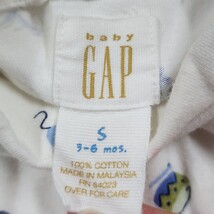 baby
GAP
S
3-6 mos.
100% COTTON
MADE IN MALAYSIA
RN 54023
OVER FOR CARE